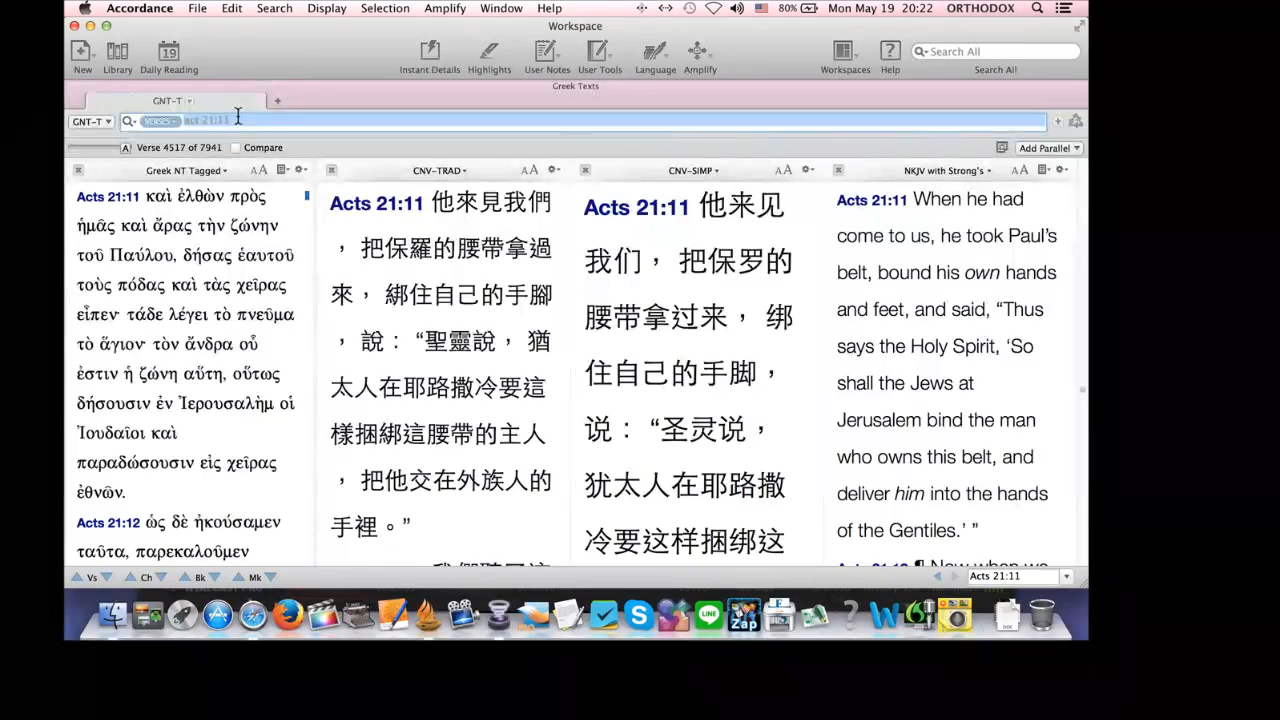 Accordance File Edit Search Display Selection Amplify Window Help 80% Mon May 19 20:22 ORTHODOX
Workspace
New Library Daily Reading Instant Details Highlights User Notes User Tools Language Amplify Workspaces Help Search All
19
Search All
Greek Texts
GNT-T
GNT-T VERSES act 21:11
A Verse 4517 of 7941 Compare Add Parallel
Greek NT Tagged AA
Acts 21:11 καὶ ἐλθὼν πρὸς
ἡμᾶς καὶ ἄρας τὴν ζώνην
τοῦ Παύλου, δήσας ἑαυτοῦ
τοὺς πόδας καὶ τὰς χεῖρας
εἶπεν· τάδε λέγει τὸ πνεῦμα
τὸ ἅγιον· τὸν ἄνδρα οὗ
ἐστιν ἡ ζώνη αὕτη, οὕτως
δήσουσιν ἐν Ἰερουσαλὴμ οἱ
Ἰουδαῖοι καὶ
παραδώσουσιν εἰς χεῖρας
ἐθνῶν.
Acts 21:12 ὡς δὲ ἠκούσαμεν
ταῦτα, παρεκαλοῦμεν
CNV-TRAD AA
Acts 21:11 他來見我們
，把保羅的腰帶拿過
來，綁住自己的手腳
，說：“聖靈說，猶
太人在耶路撒冷要這
樣捆綁這腰帶的主人
，把他交在外族人的
手裡。”
CNV-SIMP AA
Acts 21:11 他来见
我们，把保罗的
腰带拿过来，绑
住自己的手脚，
说：“圣灵说，
犹太人在耶路撒
冷要这样捆绑这
NKJV with Strong's AA
Acts 21:11 When he had
come to us, he took Paul’s
belt, bound his own hands
and feet, and said, “Thus
says the Holy Spirit, ‘So
shall the Jews at
Jerusalem bind the man
who owns this belt, and
deliver him into the hands
of the Gentiles.’ ”
Vs Ch Bk Mk Acts 21:11
Zap
LINE
DOC